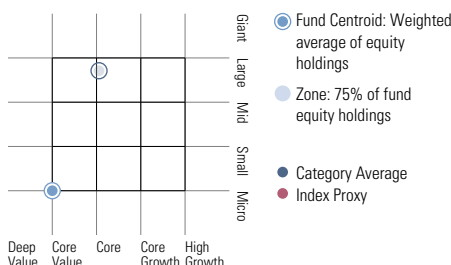 Giant
Large
Mid
Small
Micro
Deep Value
Core Value
Core
Core Growth
High Growth
Fund Centroid: Weighted
average of equity
holdings
Zone: 75% of fund
equity holdings
Category Average
Index Proxy